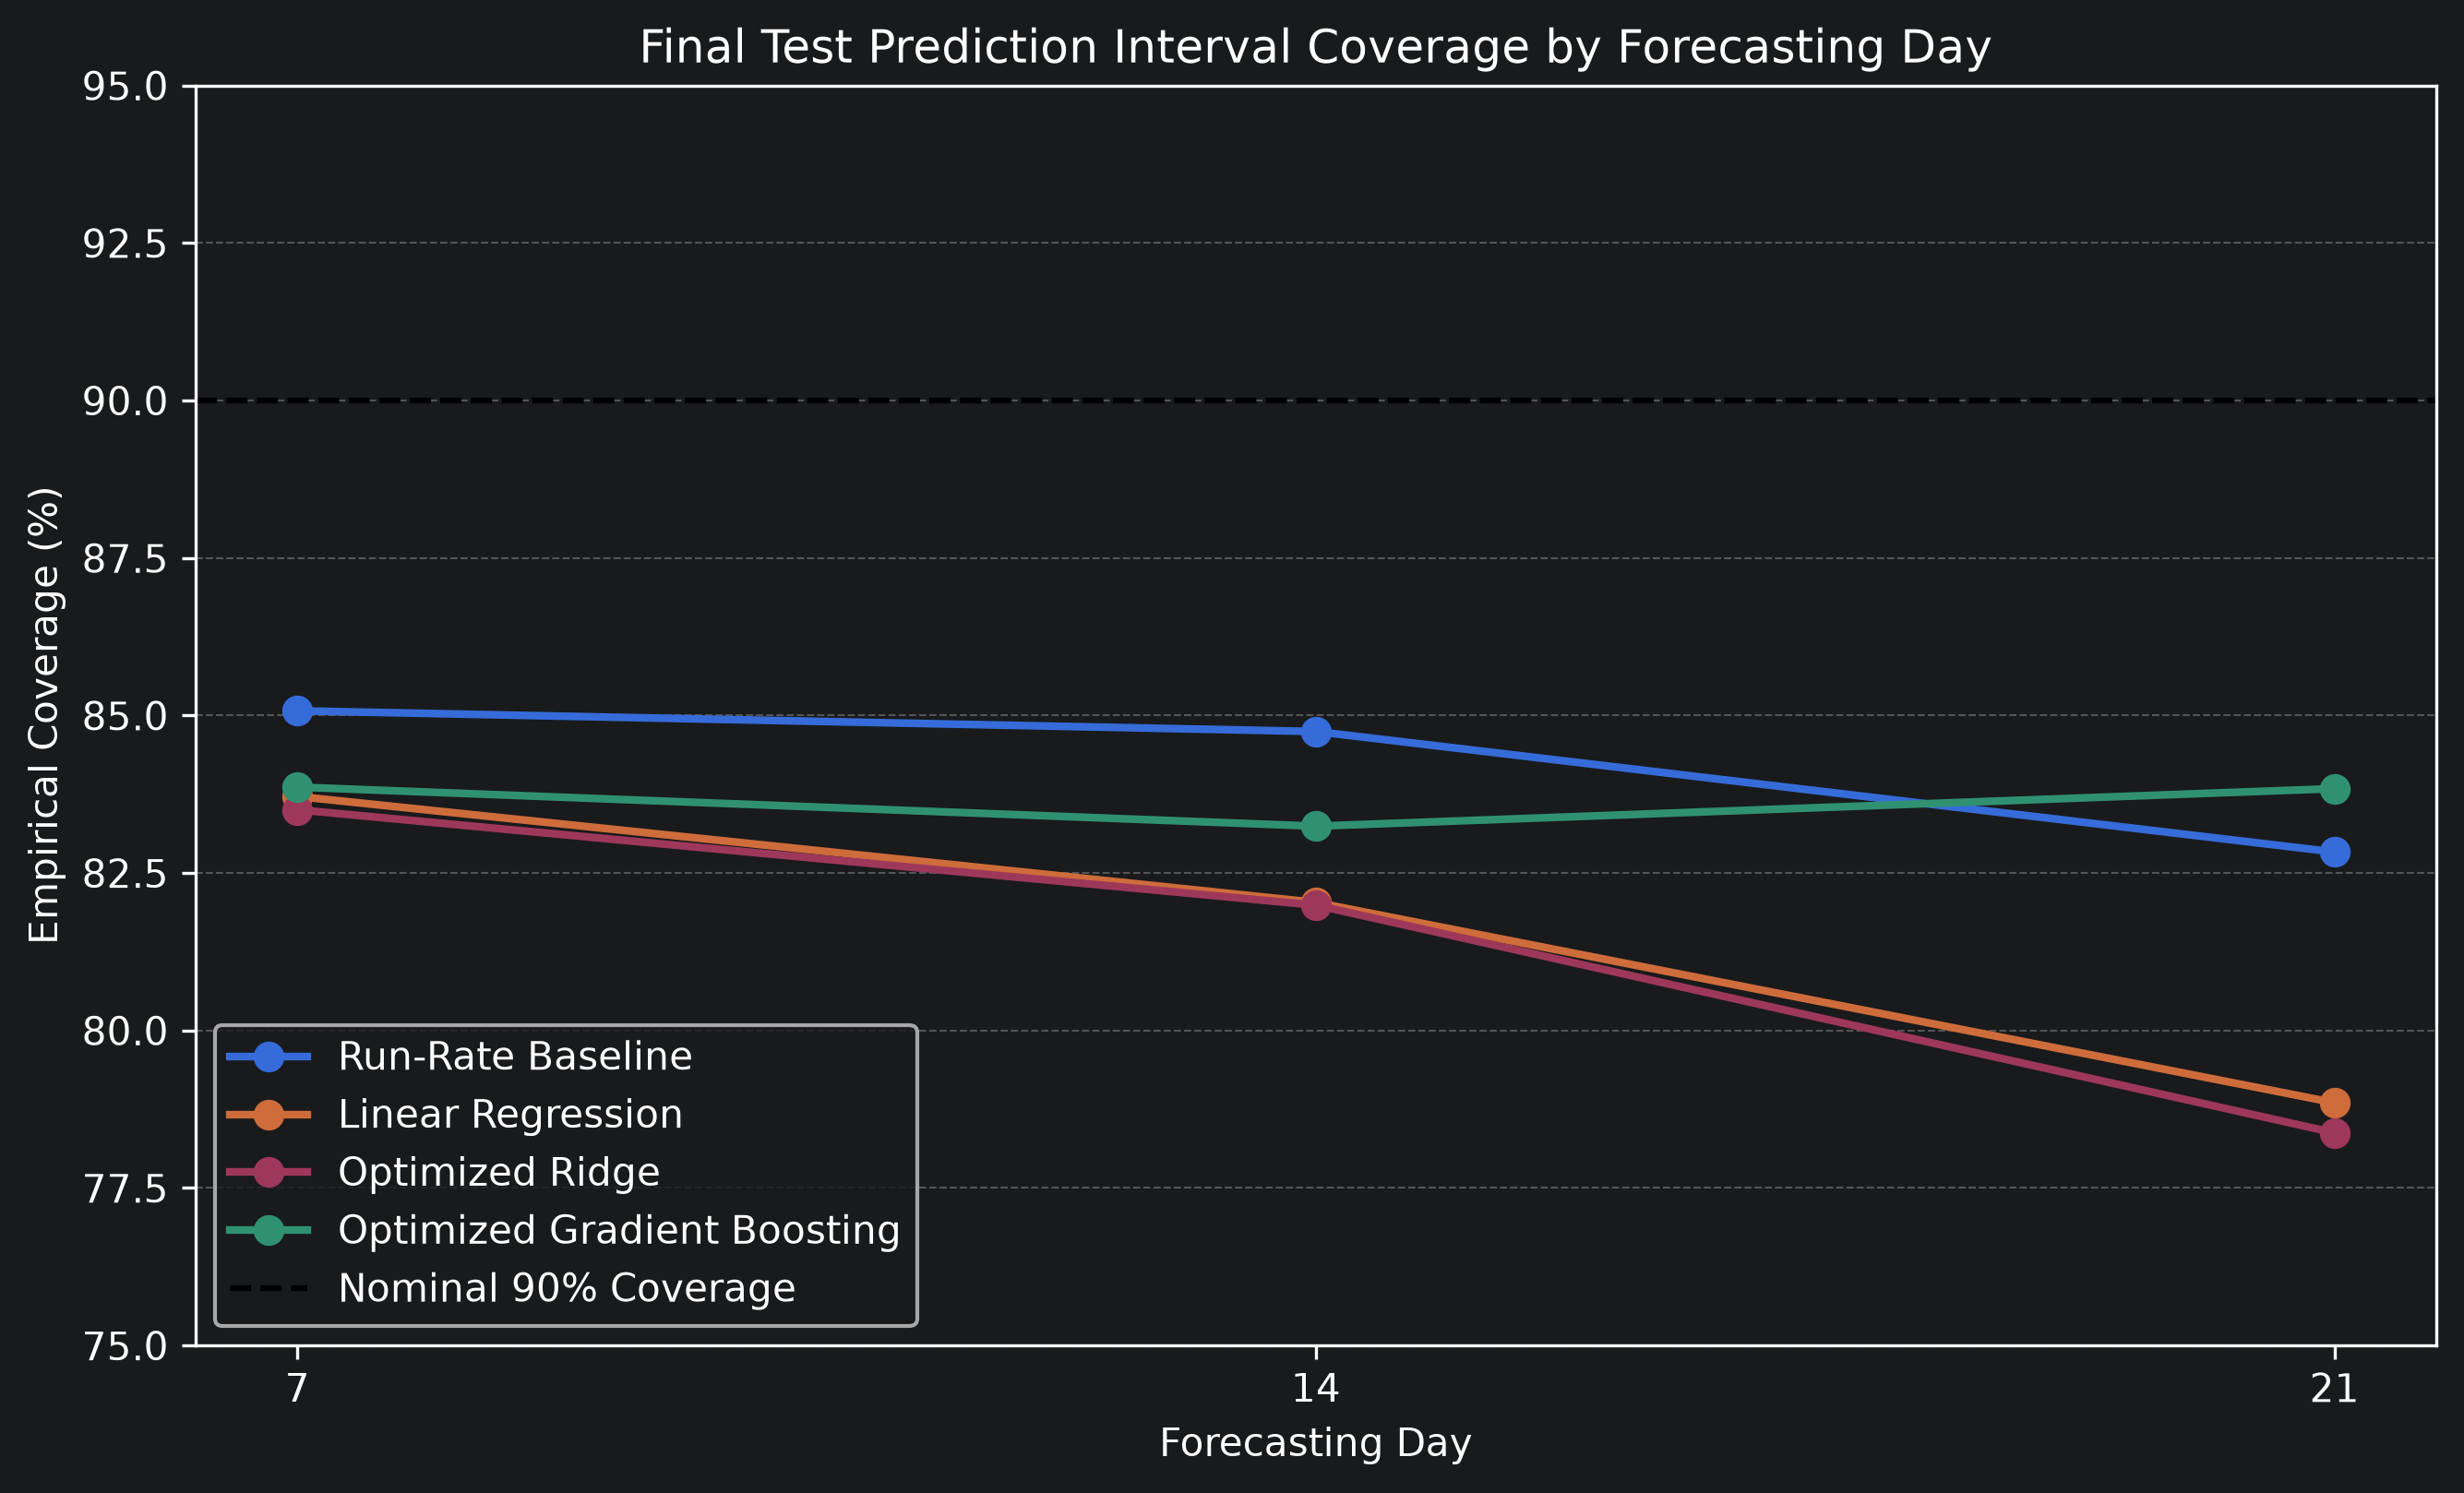 Final Test Prediction Interval Coverage by Forecasting Day
Empirical Coverage (%)
95.0
92.5
90.0
87.5
85.0
82.5
80.0
77.5
75.0
Run-Rate Baseline
Linear Regression
Optimized Ridge
Optimized Gradient Boosting
Nominal 90% Coverage
7 14 21
Forecasting Day